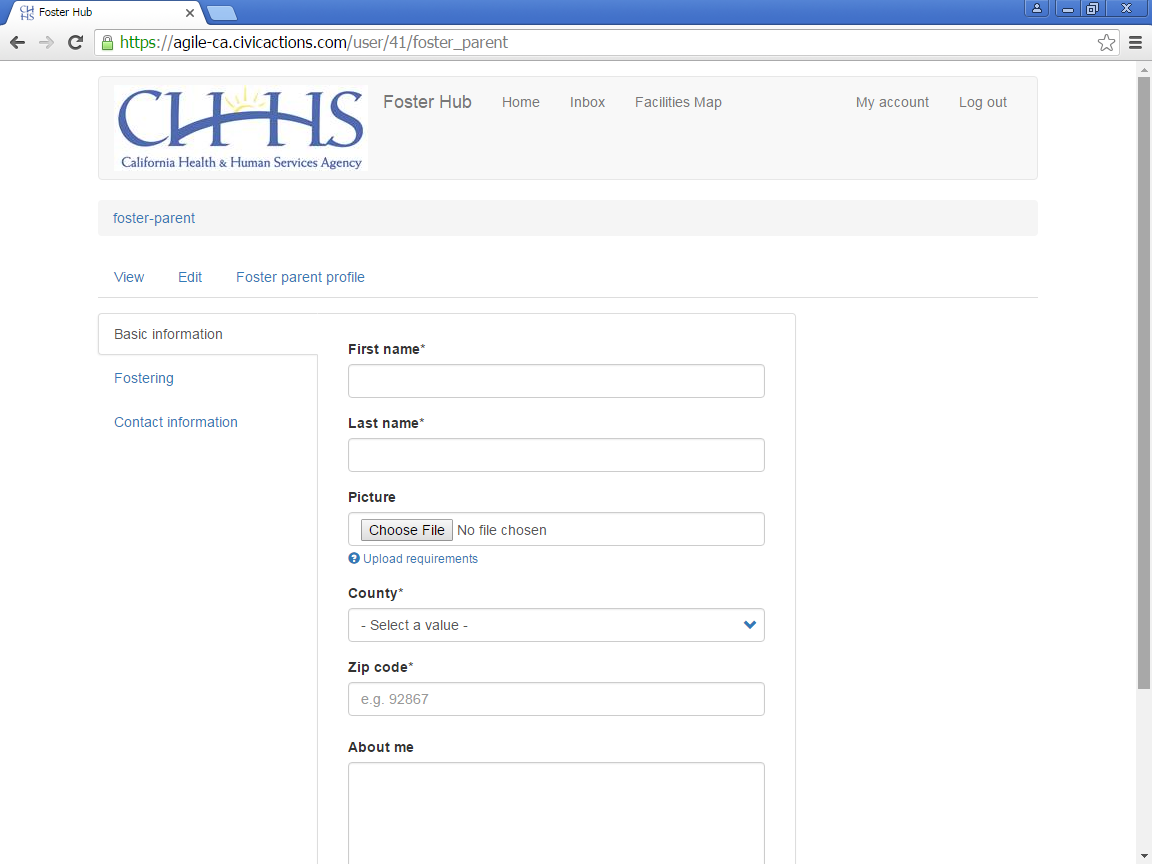 Foster Hub
https://agile-ca.civicactions.com/user/41/foster_parent
CHHS
California Health & Human Services Agency
Foster Hub Home Inbox Facilities Map My account Log out
foster-parent
View Edit Foster parent profile
Basic information
Fostering
Contact information
First name*
Last name*
Picture
Choose File No file chosen
Upload requirements
County*
- Select a value -
Zip code*
e.g. 92867
About me